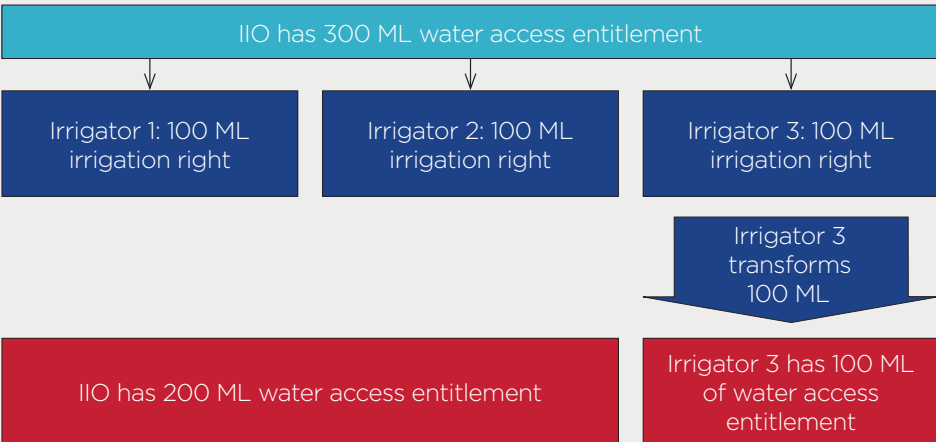 IIO has 300 ML water access entitlement
Irrigator 1: 100 ML
irrigation right
Irrigator 2: 100 ML
irrigation right
Irrigator 3: 100 ML
irrigation right
Irrigator 3
transforms
100 ML
IIO has 200 ML water access entitlement
Irrigator 3 has 100 ML
of water access
entitlement